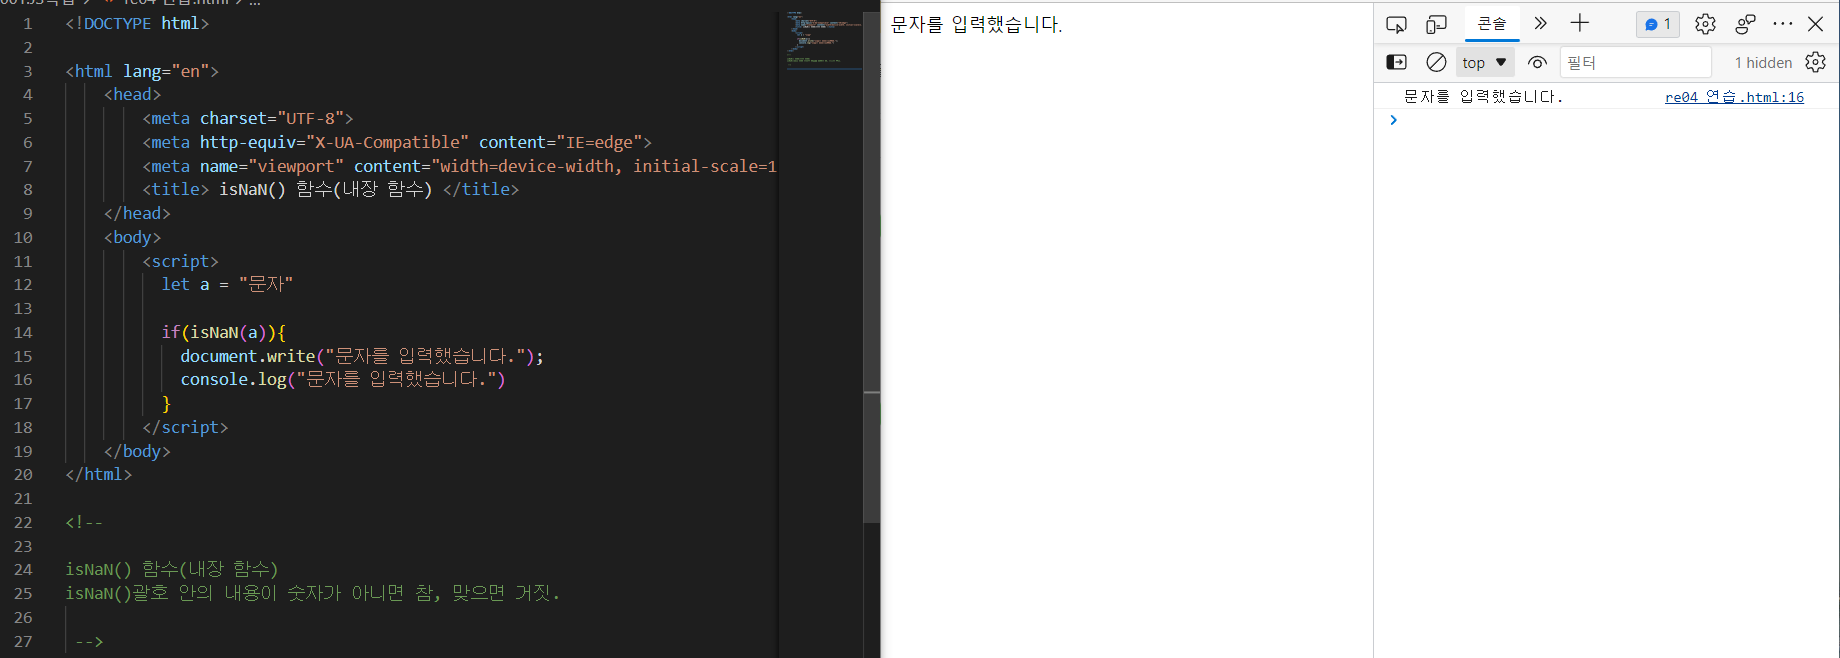 re04 연습.html > ...
1 <!DOCTYPE html>
2
3 <html lang="en">
4 <head>
5 <meta charset="UTF-8">
6 <meta http-equiv="X-UA-Compatible" content="IE=edge">
7 <meta name="viewport" content="width=device-width, initial-scale=1
8 <title> isNaN() 함수(내장 함수) </title>
9 </head>
10 <body>
11 <script>
12 let a = "문자"
13
14 if(isNaN(a)){
15 document.write("문자를 입력했습니다.");
16 console.log("문자를 입력했습니다.")
17 }
18 </script>
19 </body>
20 </html>
21
22 <!--
23
24 isNaN() 함수(내장 함수)
25 isNaN()괄호 안의 내용이 숫자가 아니면 참, 맞으면 거짓.
26
27 -->
문자를 입력했습니다.
콘솔 1
top 필터 1 hidden
문자를 입력했습니다. re04 연습.html:16